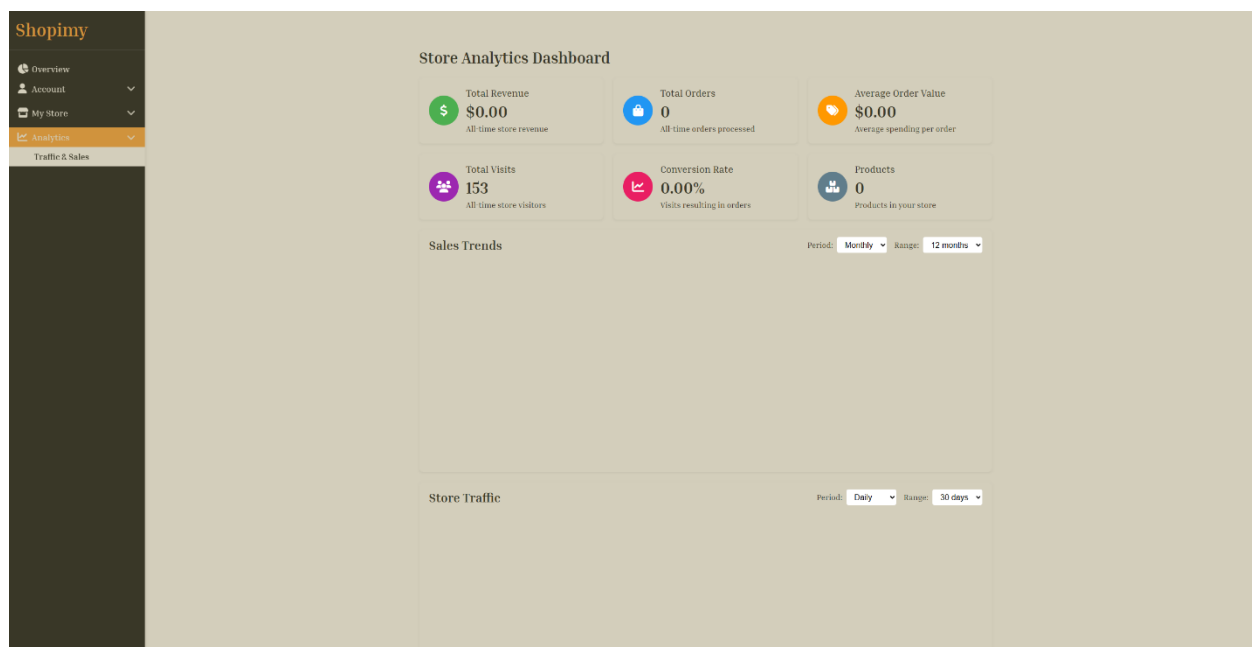 Shopimy
Overview
Account
My Store
Analytics
Traffic & Sales
Store Analytics Dashboard
Total Revenue
$0.00
All-time store revenue
Total Orders
0
All-time orders processed
Average Order Value
$0.00
Average spending per order
Total Visits
153
All-time store visitors
Conversion Rate
0.00%
Visits resulting in orders
Products
0
Products in your store
Sales Trends
Period: Monthly Range: 12 months
Store Traffic
Period: Daily Range: 30 days